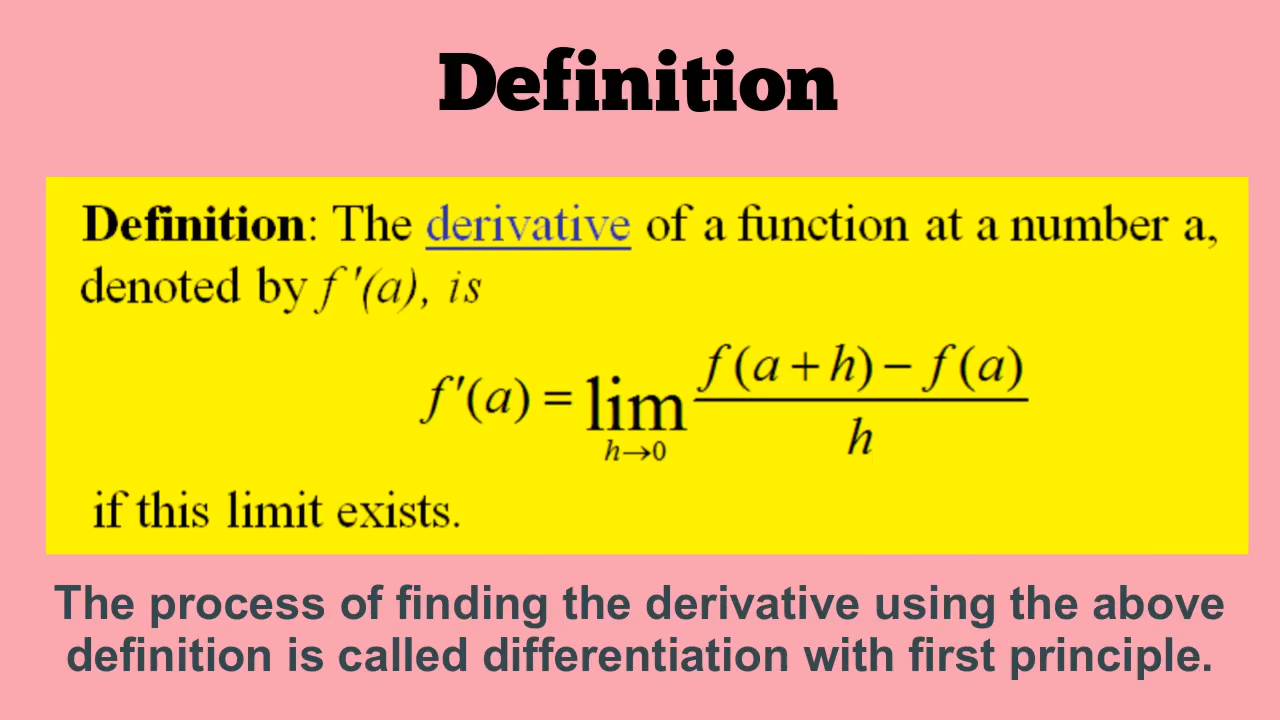 Definition
Definition: The derivative of a function at a number a,
denoted by f '(a), is
f'(a) = lim h→0 f(a+h) − f(a) / h
if this limit exists.
The process of finding the derivative using the above
definition is called differentiation with first principle.